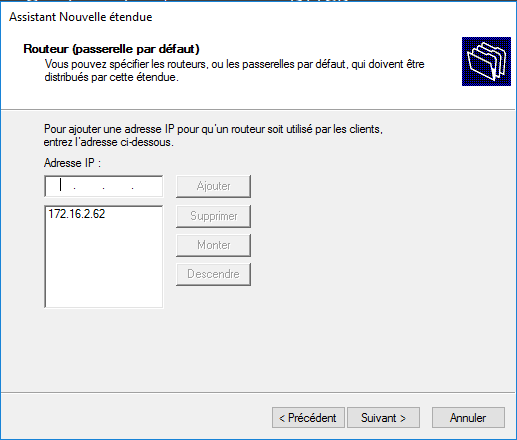 Assistant Nouvelle étendue
Routeur (passerelle par défaut)
Vous pouvez spécifier les routeurs, ou les passerelles par défaut, qui doivent être
distribués par cette étendue.
Pour ajouter une adresse IP pour qu'un routeur soit utilisé par les clients,
entrez l'adresse ci-dessous.
Adresse IP :
. . .
Ajouter
172.16.2.62
Supprimer
Monter
Descendre
< Précédent
Suivant >
Annuler